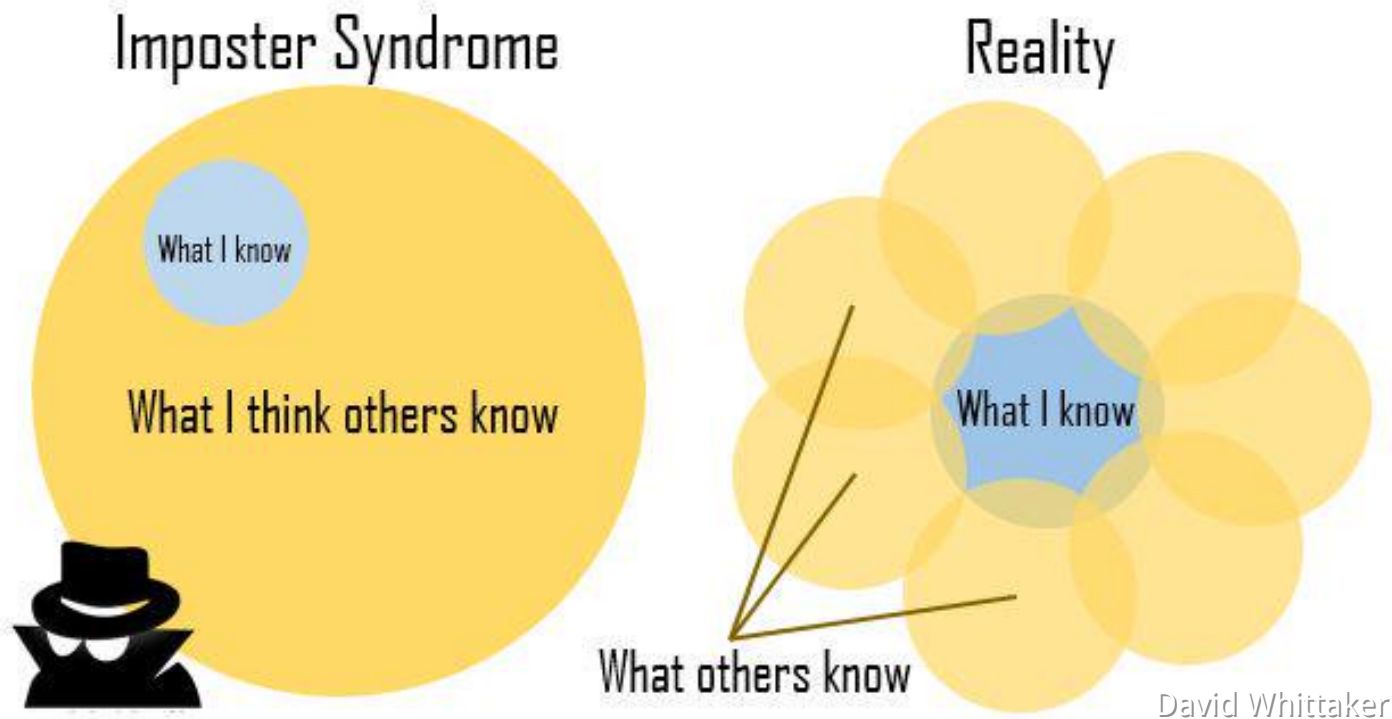 Imposter Syndrome
Reality
What I know
What I think others know
What I know
What others know
David Whittaker